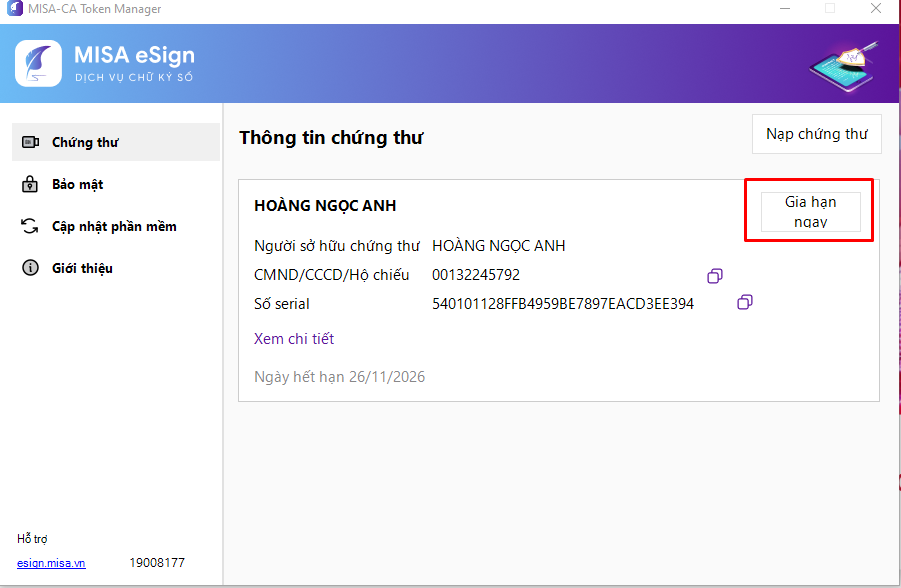 MISA-CA Token Manager
MISA eSign
DỊCH VỤ CHỮ KÝ SỐ
Chứng thư
Bảo mật
Cập nhật phần mềm
Giới thiệu
Thông tin chứng thư
Nạp chứng thư
HOÀNG NGỌC ANH
Gia hạn
ngay
Người sở hữu chứng thư HOÀNG NGỌC ANH
CMND/CCCD/Hộ chiếu 00132245792
Số serial 540101128FFB4959BE7897EACD3EE394
Xem chi tiết
Ngày hết hạn 26/11/2026
Hỗ trợ
esign.misa.vn 19008177